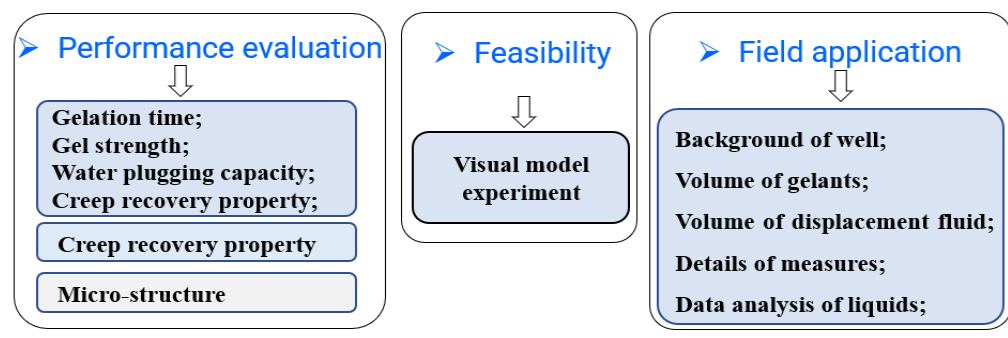 ➢ Performance evaluation
Gelation time;
Gel strength;
Water plugging capacity;
Creep recovery property;
Creep recovery property
Micro-structure
➢ Feasibility
Visual model
experiment
➢ Field application
Background of well;
Volume of gelants;
Volume of displacement fluid;
Details of measures;
Data analysis of liquids;